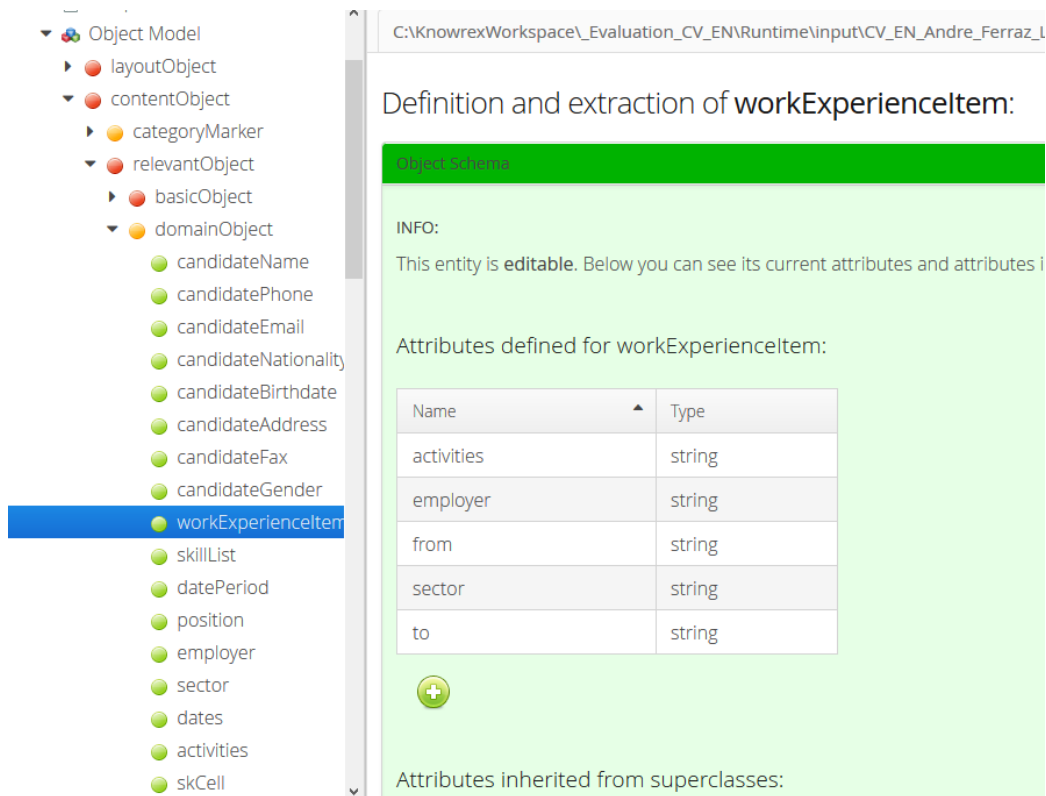 Object Model
layoutObject
contentObject
categoryMarker
relevantObject
basicObject
domainObject
candidateName
candidatePhone
candidateEmail
candidateNationality
candidateBirthdate
candidateAddress
candidateFax
candidateGender
workExperienceItem
skillList
datePeriod
position
employer
sector
dates
activities
skCell
C:\KnowrexWorkspace\_Evaluation_CV_EN\Runtime\input\CV_EN_Andre_Ferraz_L
Definition and extraction of workExperienceItem:
Object Schema
INFO:
This entity is editable. Below you can see its current attributes and attributes i
Attributes defined for workExperienceItem:
Name Type
activities string
employer string
from string
sector string
to string
Attributes inherited from superclasses: